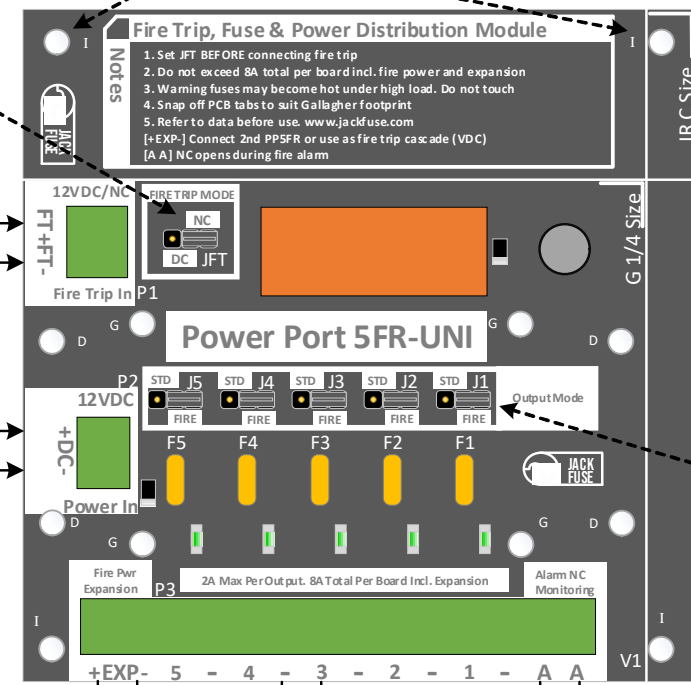 Fire Trip, Fuse & Power Distribution Module
I
I
Notes
1. Set JFT BEFORE connecting fire trip
2. Do not exceed 8A total per board incl. fire power and expansion
3. Warning fuses may become hot under high load. Do not touch
4. Snap off PCB tabs to suit Gallagher footprint
5. Refer to data before use. www.jackfuse.com
[+EXP-] Connect 2nd PP5FR or use as fire trip cascade (VDC)
[A A] NC opens during fire alarm
JACK
FUSE
JR C Size
12VDC/NC
FT+FT-
Fire Trip In
P1
FIRE TRIP MODE
NC
DC
JFT
G 1/4 Size
G
D
Power Port 5FR-UNI
G
D
P2
12VDC
+DC-
Power In
STD J5
STD J4
STD J3
STD J2
STD J1
FIRE
FIRE
FIRE
FIRE
FIRE
Output Mode
F5
F4
F3
F2
F1
JACK
FUSE
D
G
G
D
Fire Pwr
Expansion
P3
2A Max Per Output. 8A Total Per Board Incl. Expansion
Alarm NC
Monitoring
I
I
V1
+EXP- 5 - 4 - 3 - 2 - 1 - A A